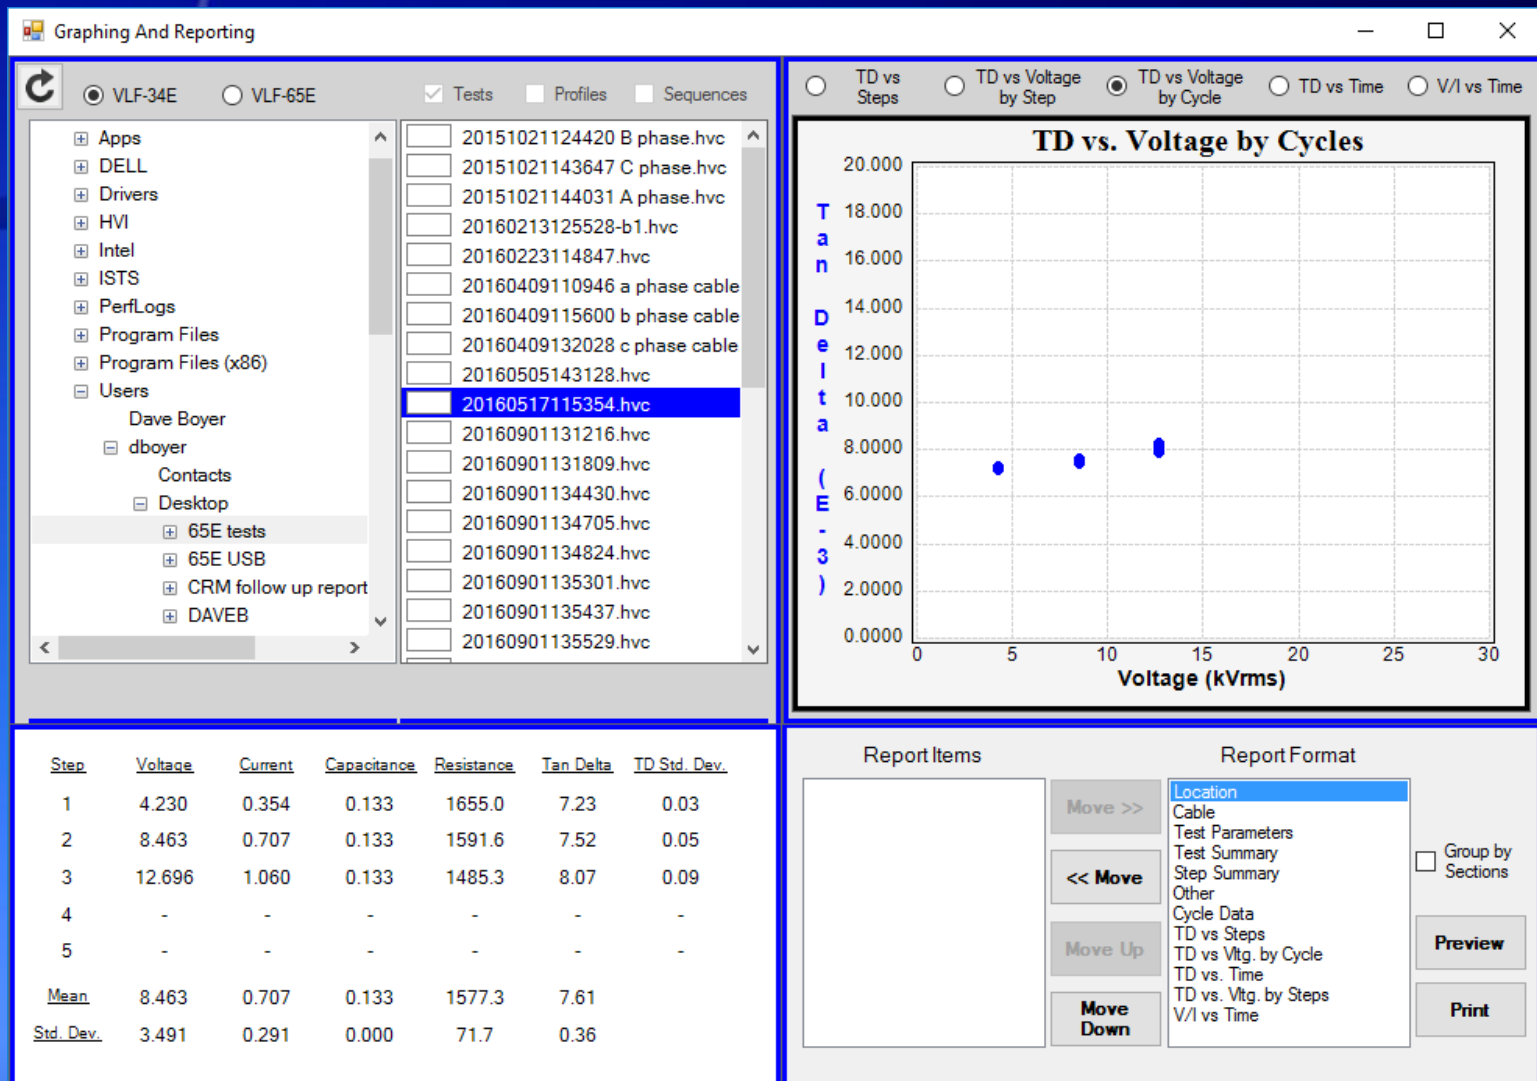 Graphing And Reporting
VLF-34E VLF-65E Tests Profiles Sequences
Apps
DELL
Drivers
HVI
Intel
ISTS
PerfLogs
Program Files
Program Files (x86)
Users
Dave Boyer
dboyer
Contacts
Desktop
65E tests
65E USB
CRM follow up report
DAVEB
20151021124420 B phase.hvc
20151021143647 C phase.hvc
20151021144031 A phase.hvc
20160213125528-b1.hvc
20160223114847.hvc
20160409110946 a phase cable
20160409115600 b phase cable
20160409132028 c phase cable
20160505143128.hvc
20160517115354.hvc
20160901131216.hvc
20160901131809.hvc
20160901134430.hvc
20160901134705.hvc
20160901134824.hvc
20160901135301.hvc
20160901135437.hvc
20160901135529.hvc
TD vs Steps
TD vs Voltage by Step
TD vs Voltage by Cycle
TD vs Time
V/I vs Time
TD vs. Voltage by Cycles
Tan Delta (E-3)
20.000
18.000
16.000
14.000
12.000
10.000
8.0000
6.0000
4.0000
2.0000
0.0000
0 5 10 15 20 25 30
Voltage (kVrms)
Step Voltage Current Capacitance Resistance Tan Delta TD Std. Dev.
1 4.230 0.354 0.133 1655.0 7.23 0.03
2 8.463 0.707 0.133 1591.6 7.52 0.05
3 12.696 1.060 0.133 1485.3 8.07 0.09
4 - - - - - -
5 - - - - - -
Mean 8.463 0.707 0.133 1577.3 7.61
Std. Dev. 3.491 0.291 0.000 71.7 0.36
Report Items
Move >>
<< Move
Move Up
Move
Down
Report Format
Location
Cable
Test Parameters
Test Summary
Step Summary
Other
Cycle Data
TD vs Steps
TD vs Vltg. by Cycle
TD vs. Time
TD vs. Vltg. by Steps
V/I vs Time
Group by
Sections
Preview
Print